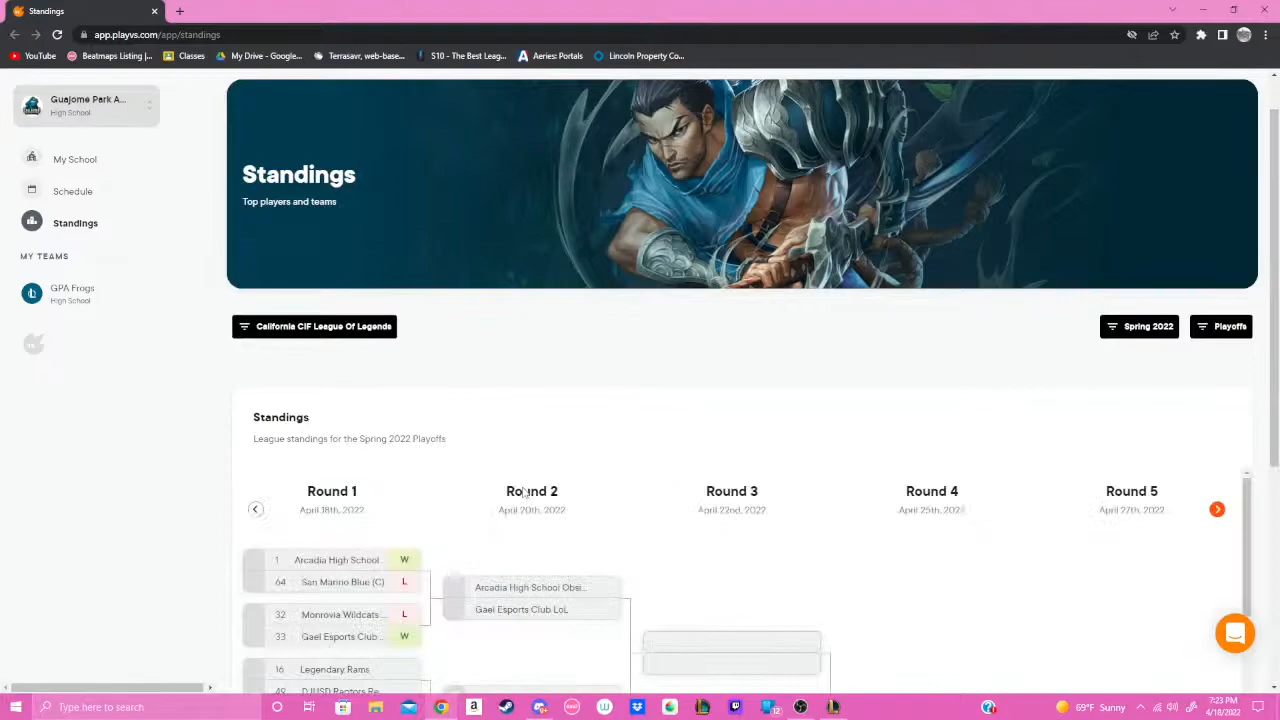 Standings
app.playvs.com/app/standings
YouTube
Beatmaps Listing |...
Classes
My Drive - Google...
Terrasavr, web-base...
S10 - The Best Leag...
Aeries: Portals
Lincoln Property Co...
Guajome Park A...
High School
My School
Schedule
Standings
MY TEAMS
GPA Frogs
High School
Standings
Top players and teams
California CIF League Of Legends
Spring 2022
Playoffs
Standings
League standings for the Spring 2022 Playoffs
Round 1
April 18th, 2022
Round 2
April 20th, 2022
Round 3
April 22nd, 2022
Round 4
April 25th, 2022
Round 5
April 27th, 2022
1 Arcadia High School... W
64 San Marino Blue (C) L
32 Monrovia Wildcats ... L
33 Gael Esports Club... W
16 Legendary Rams
49 DJUSD Raptors Re...
Arcadia High School Obsi...
Gael Esports Club LoL
Type here to search
12
69°F Sunny
7:23 PM
4/18/2022